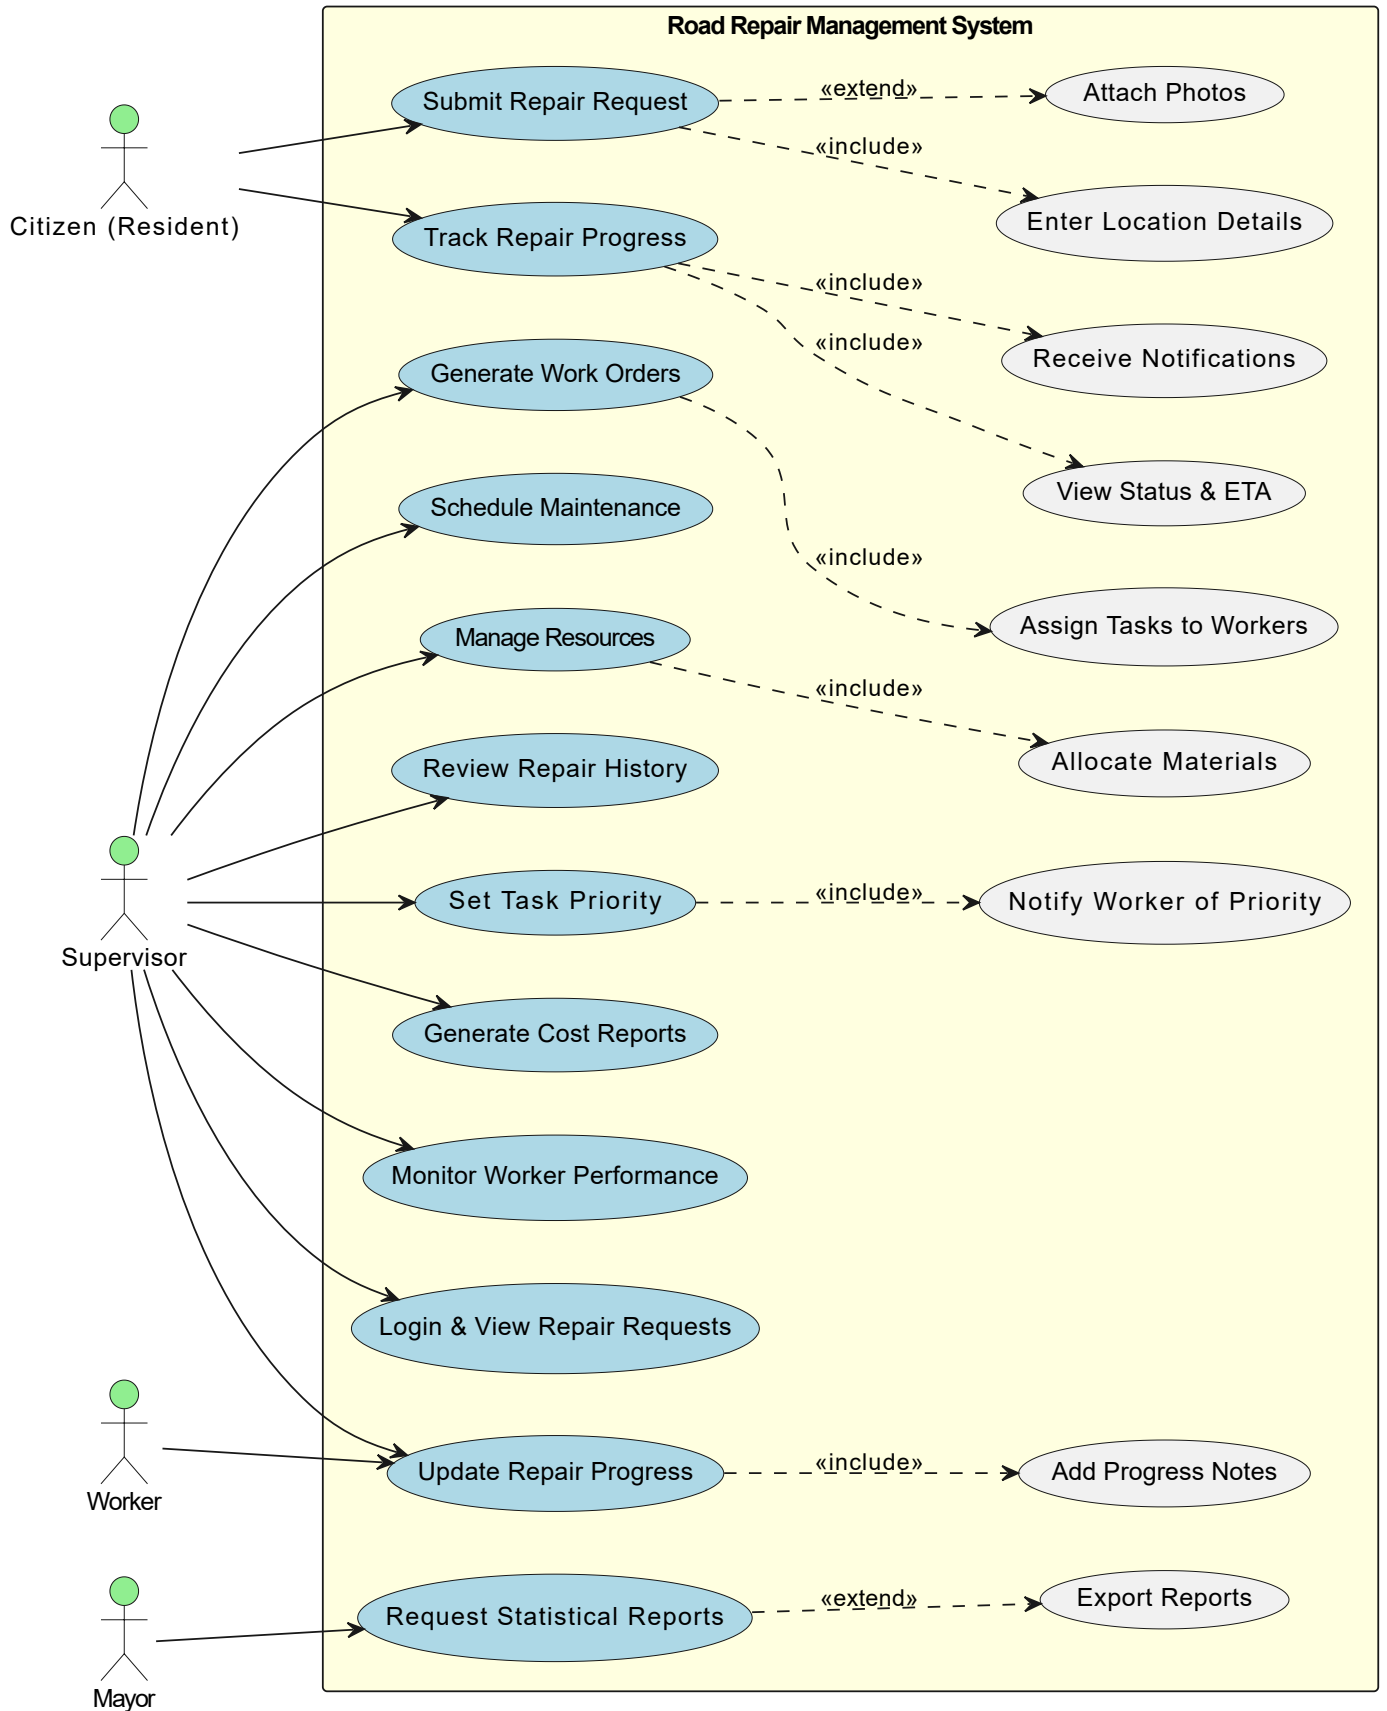 Road Repair Management System
Submit Repair Request
«extend»
Attach Photos
«include»
Enter Location Details
Citizen (Resident)
Track Repair Progress
«include»
«include»
Receive Notifications
Generate Work Orders
View Status & ETA
Schedule Maintenance
«include»
Assign Tasks to Workers
Manage Resources
«include»
Allocate Materials
Review Repair History
Set Task Priority
«include»
Notify Worker of Priority
Supervisor
Generate Cost Reports
Monitor Worker Performance
Login & View Repair Requests
Update Repair Progress
«include»
Add Progress Notes
Worker
Request Statistical Reports
«extend»
Export Reports
Mayor